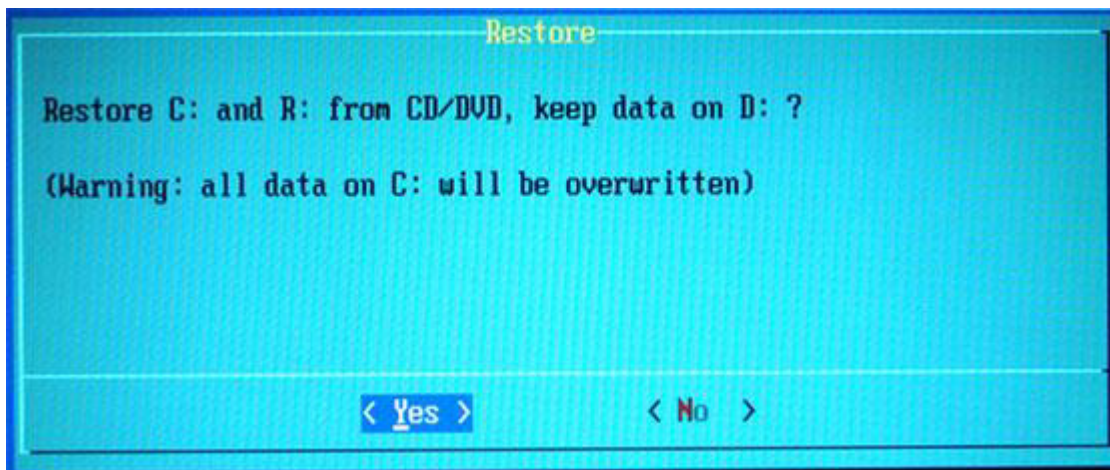 Restore
Restore C: and R: from CD/DVD, keep data on D: ?
(Warning: all data on C: will be overwritten)
< Yes > < No >